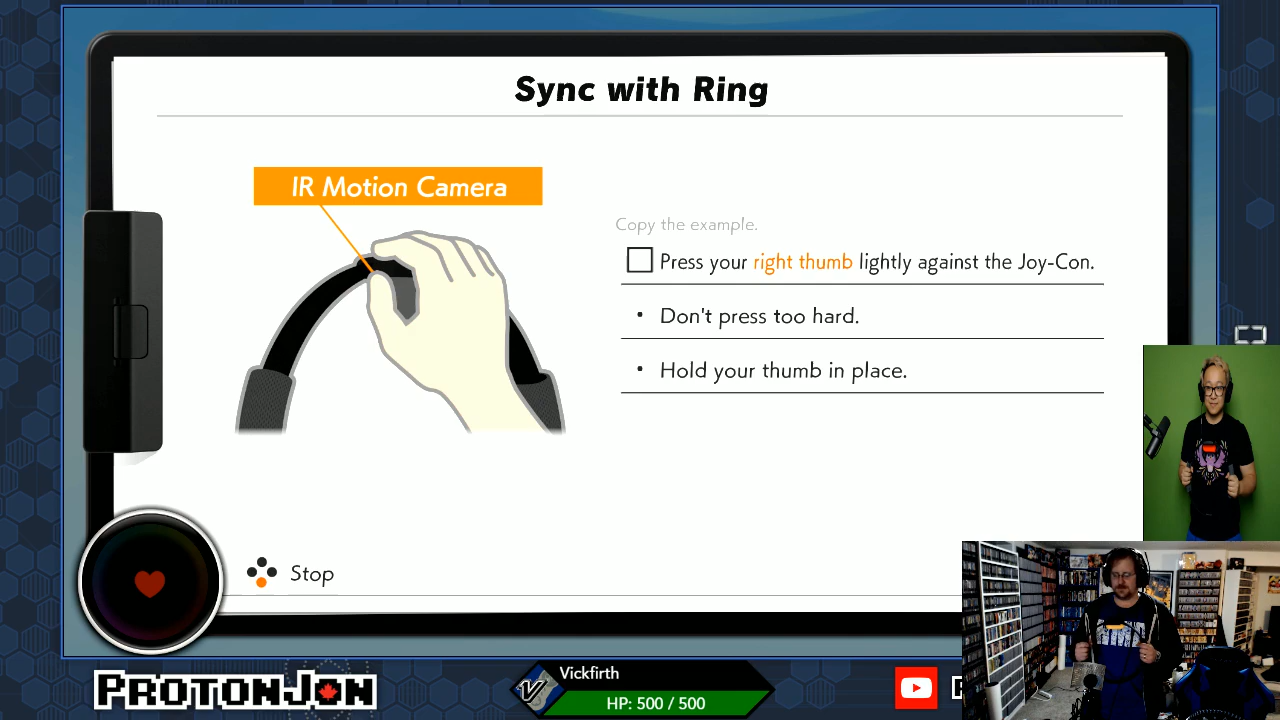 Sync with Ring
IR Motion Camera
Copy the example.
Press your right thumb lightly against the Joy-Con.
• Don't press too hard.
• Hold your thumb in place.
Stop
PROTONJON
Vickfirth
HP: 500 / 500